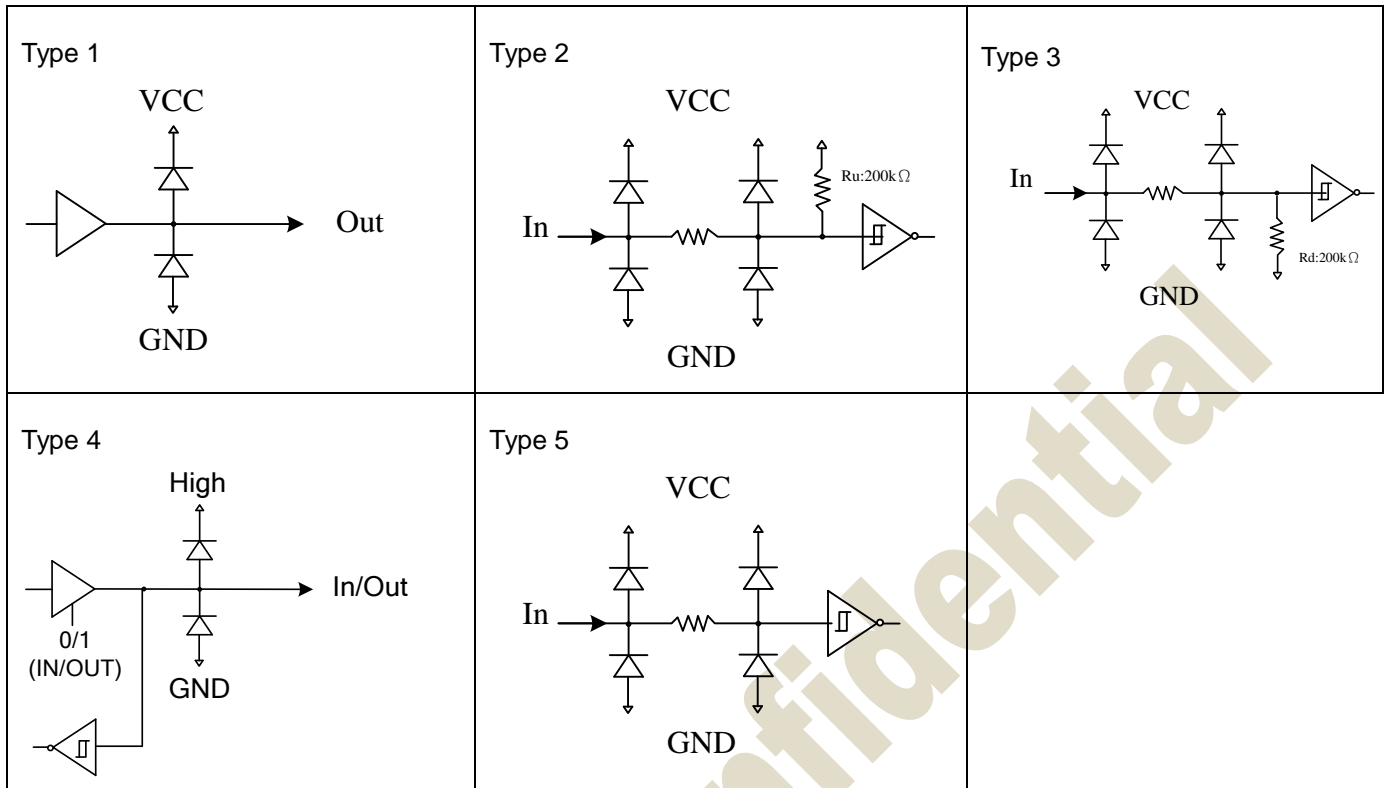 Type 1
VCC
Out
GND
Type 2
VCC
Ru:200kΩ
In
GND
Type 3
VCC
In
Rd:200kΩ
GND
Type 4
High
In/Out
0/1
(IN/OUT)
GND
Type 5
VCC
In
GND